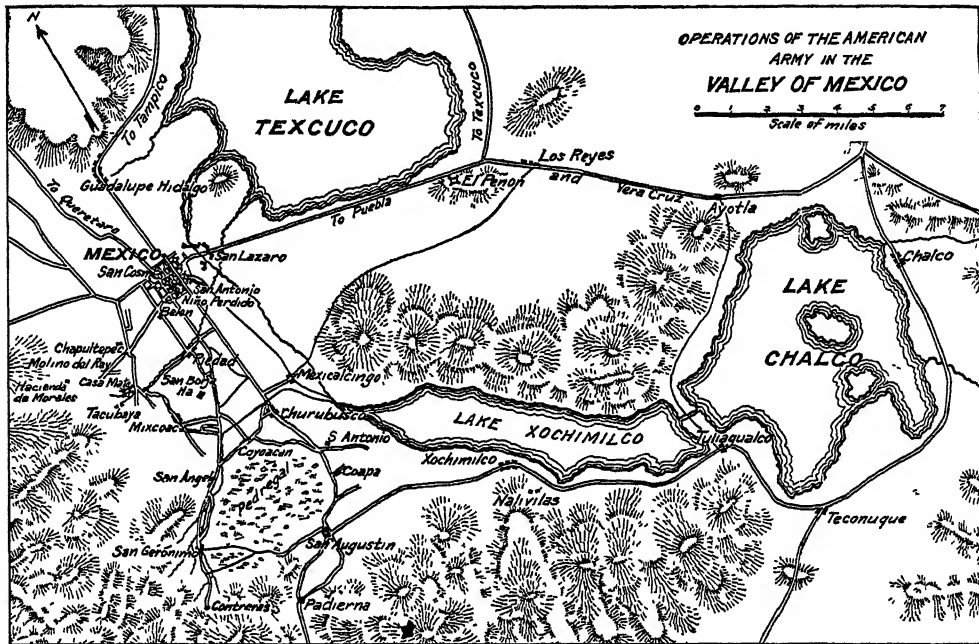 N
OPERATIONS OF THE AMERICAN
ARMY IN THE
VALLEY OF MEXICO
0 1 2 3 4 5 6 7
Scale of miles
LAKE
TEXCUCO
To Tampico
To Texcuco
Guadalupe Hidalgo
To
Queretaro
Los Reyes
and
Vera Cruz
El Peñon
To Puebla
Ayotla
MEXICO
San Lazaro
San Cosm
San Antonio
Niño Perdido
Belen
Chalco
LAKE
CHALCO
Chapultepec
Molino del Rey
Casa Mata
Hacienda
de Morales
Tacubaya
Piedad
San Borja
Ha
Mixcoac
Mexicalcingo
Churubusco
LAKE XOCHIMILCO
Tuliaqualco
S Antonio
Coyoacan
San Angel
Coapa
Xochimilco
Teconuque
San Augustin
San Geronimo
Contreras
Padierna